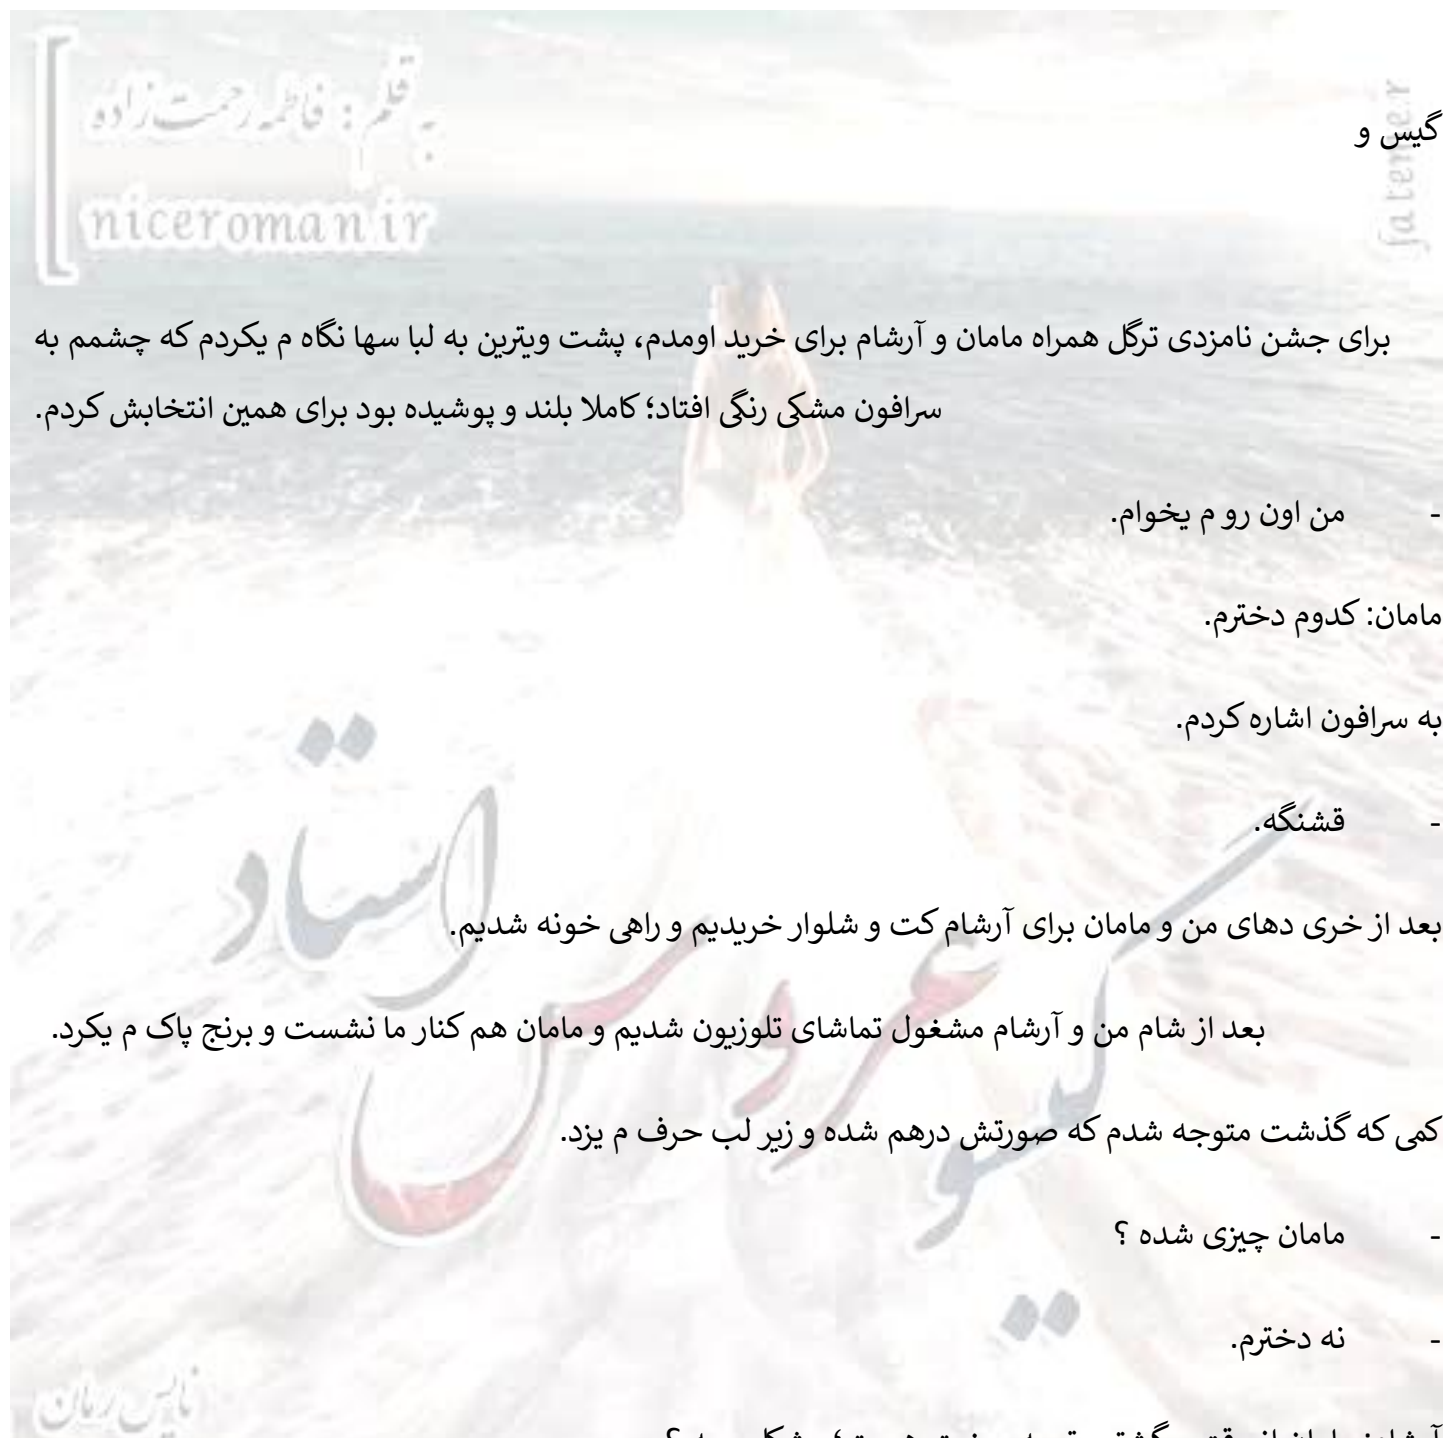 به قلم : فاطمه رحمت زاده
niceroman.ir
fateme.r
گیس و
برای جشن نامزدی ترگل همراه مامان و آرشام برای خرید اومدم، پشت ویترین به لبا سها نگاه م یکردم که چشمم به
سرافون مشکی رنگی افتاد؛ کاملا بلند و پوشیده بود برای همین انتخابش کردم.
- من اون رو م یخوام.
مامان: کدوم دخترم.
به سرافون اشاره کردم.
- قشنگه.
بعد از خری دهای من و مامان برای آرشام کت و شلوار خریدیم و راهی خونه شدیم.
بعد از شام من و آرشام مشغول تماشای تلوزیون شدیم و مامان هم کنار ما نشست و برنج پاک م یکرد.
کمی که گذشت متوجه شدم که صورتش درهم شده و زیر لب حرف م یزد.
- مامان چیزی شده ؟
- نه دخترم.
گیسو
عروس
استاد
نایس رمان